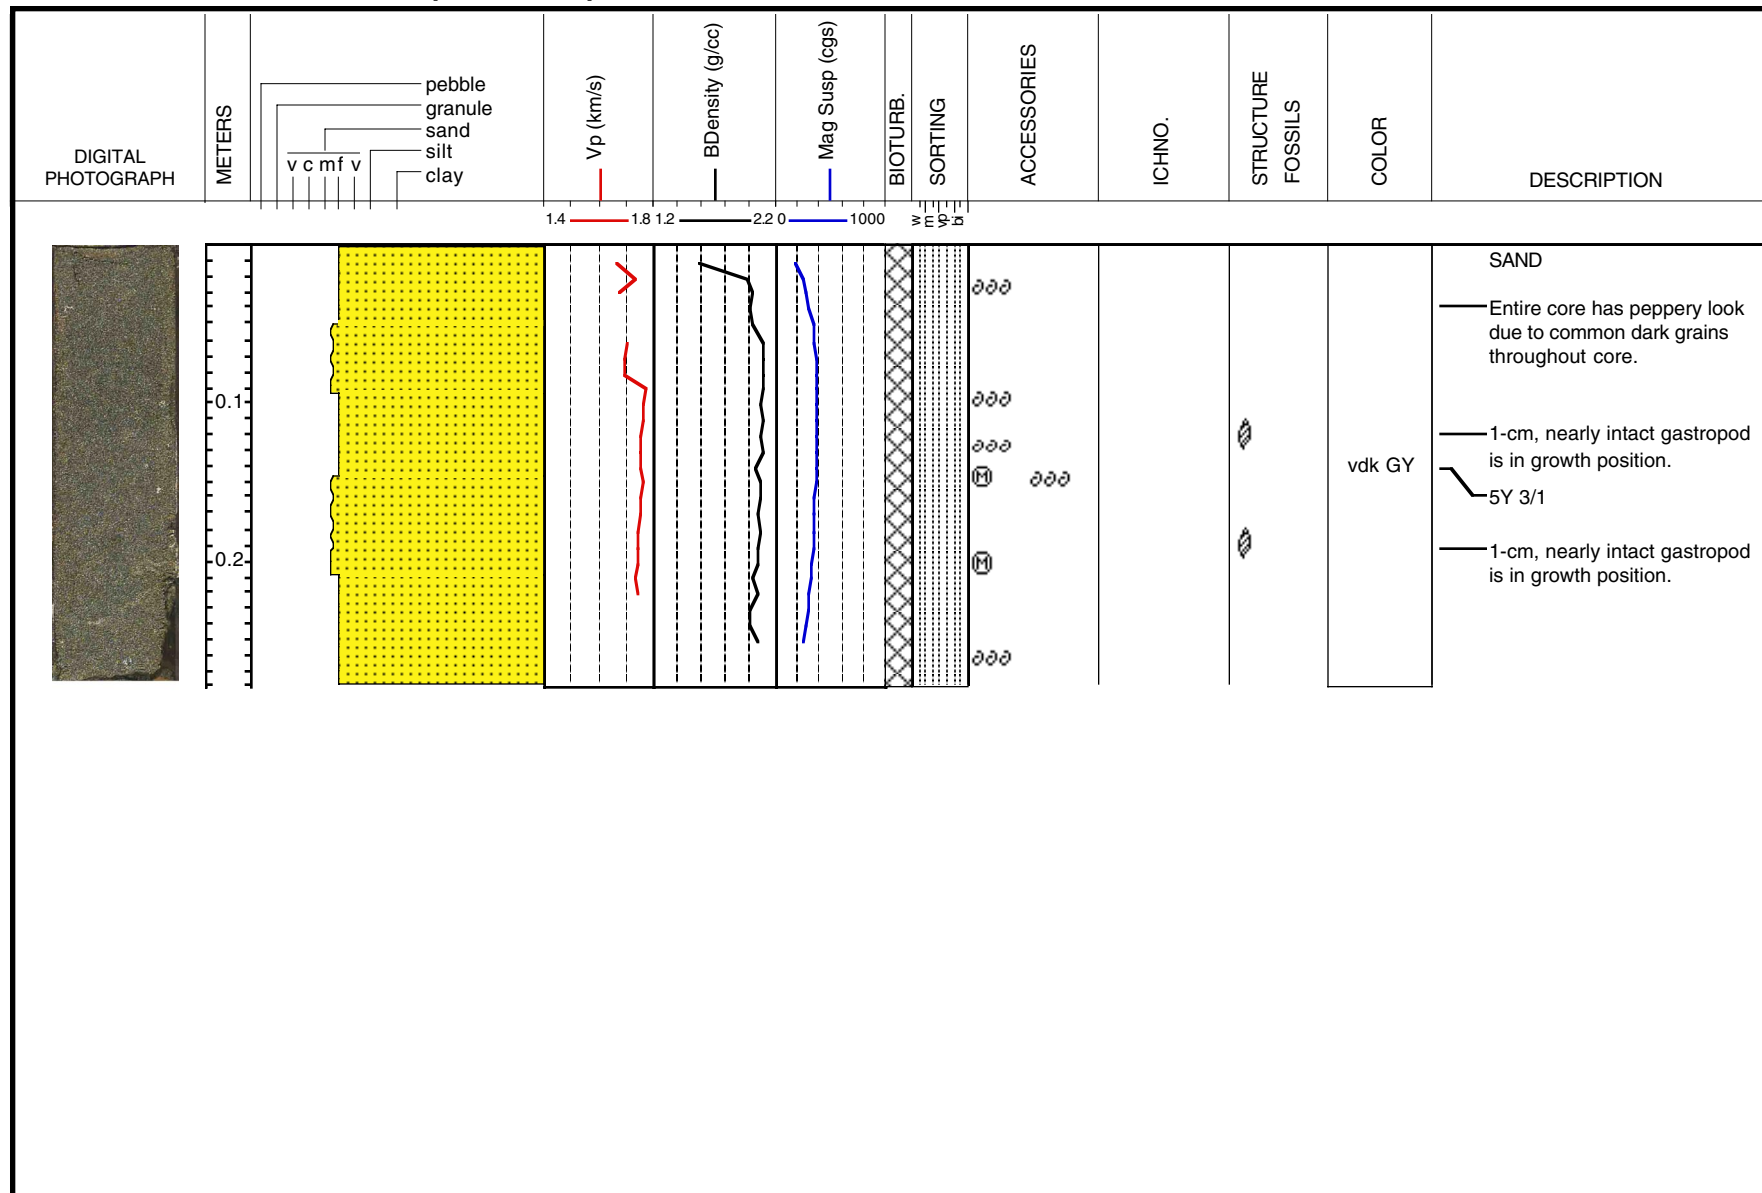 DIGITAL
PHOTOGRAPH
METERS
pebble
granule
sand
silt
clay
v c m f v
Vp (km/s)
BDensity (g/cc)
Mag Susp (cgs)
BIOTURB.
SORTING
ACCESSORIES
ICHNO.
STRUCTURE
FOSSILS
COLOR
DESCRIPTION
1.4 1.8 1.2 2.2 0 1000
w
m
vp
bi
SAND
Entire core has peppery look
due to common dark grains
throughout core.
0.1
1-cm, nearly intact gastropod
is in growth position.
vdk GY
M
5Y 3/1
0.2
M
1-cm, nearly intact gastropod
is in growth position.